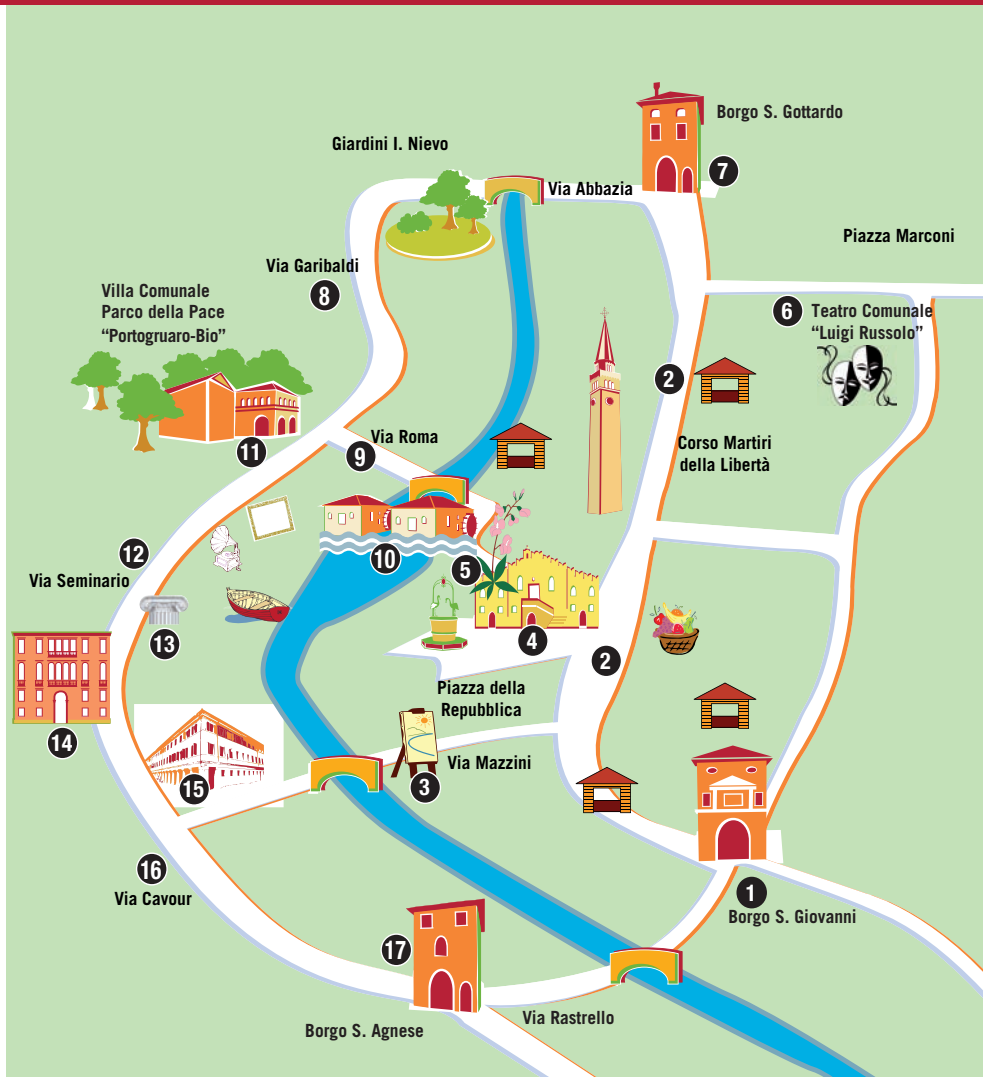 Borgo S. Gottardo
7
Giardini I. Nievo
Via Abbazia
Piazza Marconi
Via Garibaldi
8
Villa Comunale
Parco della Pace
“Portogruaro-Bio”
6
Teatro Comunale
“Luigi Russolo”
2
Via Roma
9
Corso Martiri
della Libertà
11
12
Via Seminario
10
5
13
4
2
Piazza della
Repubblica
14
Via Mazzini
3
15
16
Via Cavour
1
Borgo S. Giovanni
17
Via Rastrello
Borgo S. Agnese